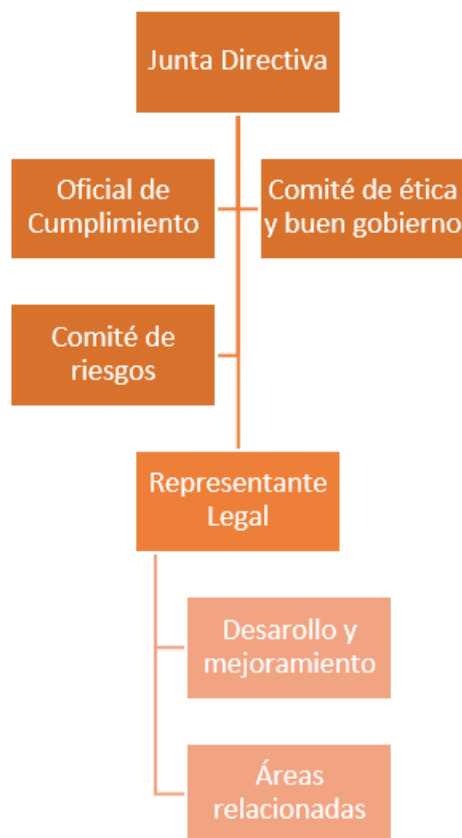 Junta Directiva
Oficial de
Cumplimiento
Comité de ética
y buen gobierno
Comité de
riesgos
Representante
Legal
Desarollo y
mejoramiento
Áreas
relacionadas